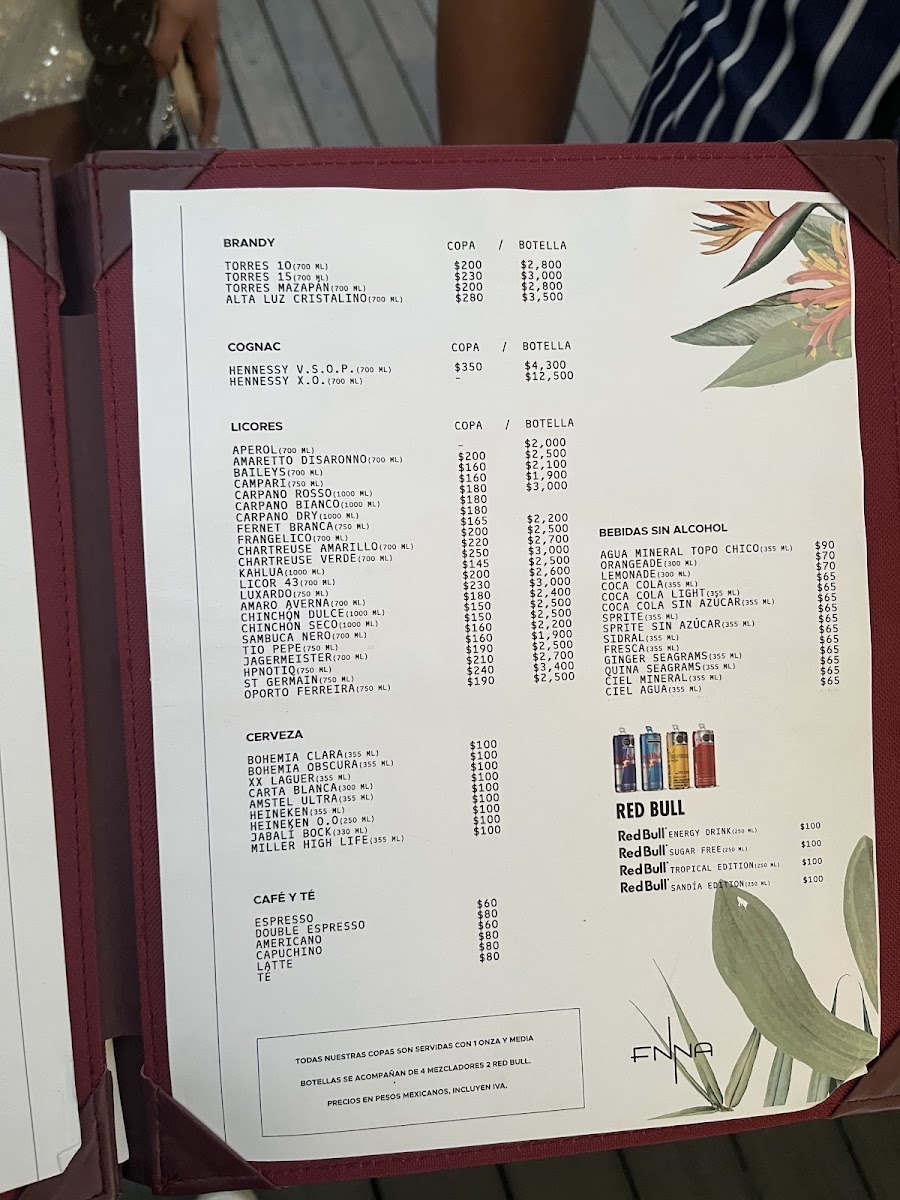 BRANDY COPA / BOTELLA
TORRES 10(700 ML) $200 $2,800
TORRES 15(700 ML) $230 $3,000
TORRES MAZAPÁN(700 ML) $200 $2,800
ALTA LUZ CRISTALINO(700 ML) $280 $3,500
COGNAC COPA / BOTELLA
HENNESSY V.S.O.P.(700 ML) $350 $4,300
HENNESSY X.O.(700 ML) - $12,500
LICORES COPA / BOTELLA
APEROL(700 ML) - $2,000
AMARETTO DISARONNO(700 ML) $200 $2,500
BAILEYS(700 ML) $160 $2,100
CAMPARI(750 ML) $160 $1,900
CARPANO ROSSO(1000 ML) $180 $3,000
CARPANO BIANCO(1000 ML) $180
CARPANO DRY(1000 ML) $180
FERNET BRANCA(750 ML) $165 $2,200
FRANGELICO(700 ML) $200 $2,500
CHARTREUSE AMARILLO(700 ML) $220 $2,700
CHARTREUSE VERDE(700 ML) $250 $3,000
KAHLUA(1000 ML) $145 $2,500
LICOR 43(700 ML) $200 $2,600
LUXARDO(750 ML) $230 $3,000
AMARO AVERNA(700 ML) $180 $2,400
CHINCHÓN DULCE(1000 ML) $150 $2,500
CHINCHÓN SECO(1000 ML) $150 $2,500
SAMBUCA NERO(700 ML) $160 $2,200
TIO PEPE(750 ML) $160 $1,900
JAGERMEISTER(700 ML) $190 $2,500
HPNOTIQ(750 ML) $210 $2,700
ST GERMAIN(750 ML) $240 $3,400
OPORTO FERREIRA(750 ML) $190 $2,500
CERVEZA
BOHEMIA CLARA(355 ML) $100
BOHEMIA OBSCURA(355 ML) $100
XX LAGUER(355 ML) $100
CARTA BLANCA(300 ML) $100
AMSTEL ULTRA(355 ML) $100
HEINEKEN(355 ML) $100
HEINEKEN 0.0(250 ML) $100
JABALÍ BOCK(330 ML) $100
MILLER HIGH LIFE(355 ML) $100
CAFÉ Y TÉ
ESPRESSO $60
DOUBLE ESPRESSO $80
AMERICANO $60
CAPUCHINO $80
LATTE $80
TÉ $80
BEBIDAS SIN ALCOHOL
AGUA MINERAL TOPO CHICO(355 ML) $90
ORANGEADE(300 ML) $70
LEMONADE(300 ML) $70
COCA COLA(355 ML) $65
COCA COLA LIGHT(355 ML) $65
COCA COLA SIN AZÚCAR(355 ML) $65
SPRITE(355 ML) $65
SPRITE SIN AZÚCAR(355 ML) $65
SIDRAL(355 ML) $65
FRESCA(355 ML) $65
GINGER SEAGRAMS(355 ML) $65
QUINA SEAGRAMS(355 ML) $65
CIEL MINERAL(355 ML) $65
CIEL AGUA(355 ML) $65
RED BULL
Red Bull ENERGY DRINK(250 ML) $100
Red Bull SUGAR FREE(250 ML) $100
Red Bull TROPICAL EDITION(250 ML) $100
Red Bull SANDÍA EDITION(250 ML) $100
TODAS NUESTRAS COPAS SON SERVIDAS CON 1 ONZA Y MEDIA
BOTELLAS SE ACOMPAÑAN DE 4 MEZCLADORES 2 RED BULL.
PRECIOS EN PESOS MEXICANOS, INCLUYEN IVA.
ENNA